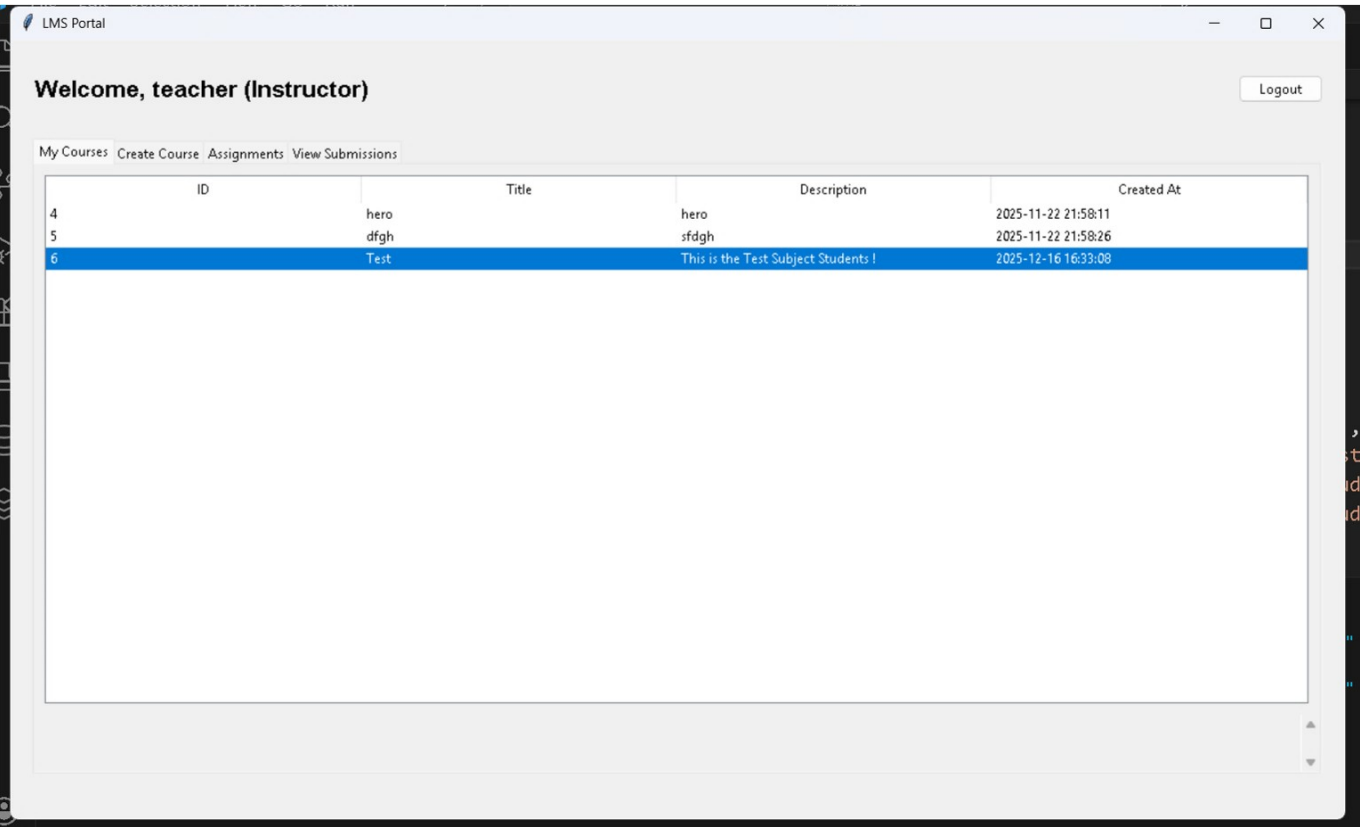 LMS Portal
Welcome, teacher (Instructor)
Logout
My Courses Create Course Assignments View Submissions
ID Title Description Created At
4 hero hero 2025-11-22 21:58:11
5 dfgh sfdgh 2025-11-22 21:58:26
6 Test This is the Test Subject Students ! 2025-12-16 16:33:08